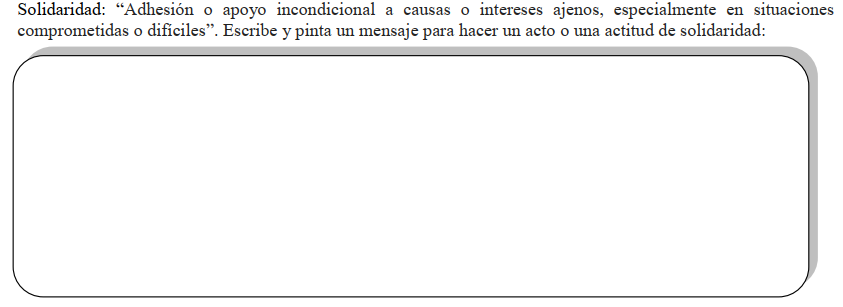 Solidaridad: “Adhesión o apoyo incondicional a causas o intereses ajenos, especialmente en situaciones
comprometidas o difíciles”. Escribe y pinta un mensaje para hacer un acto o una actitud de solidaridad: